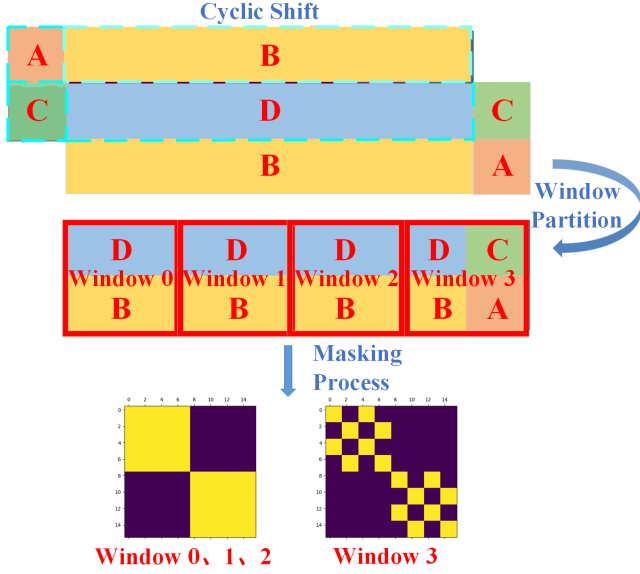 Cyclic Shift
A B
C D C
B A
Window
Partition
D D D D C
Window 0 Window 1 Window 2 Window 3
B B B B A
Masking
Process
0 2 4 6 8 10 12 14
0
2
4
6
8
10
12
14
0 2 4 6 8 10 12 14
0
2
4
6
8
10
12
14
Window 0、1、2
Window 3